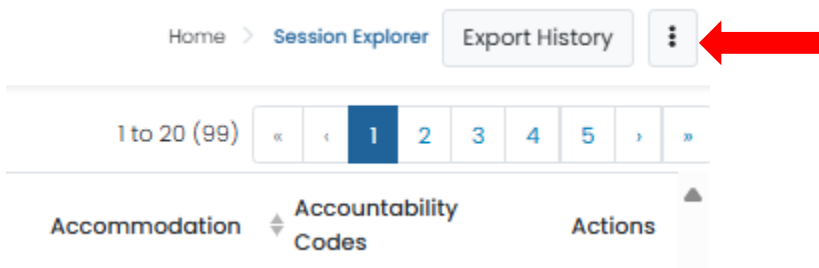 Home > Session Explorer Export History
1 to 20 (99) « ‹ 1 2 3 4 5 › »
Accommodation Accountability Codes Actions